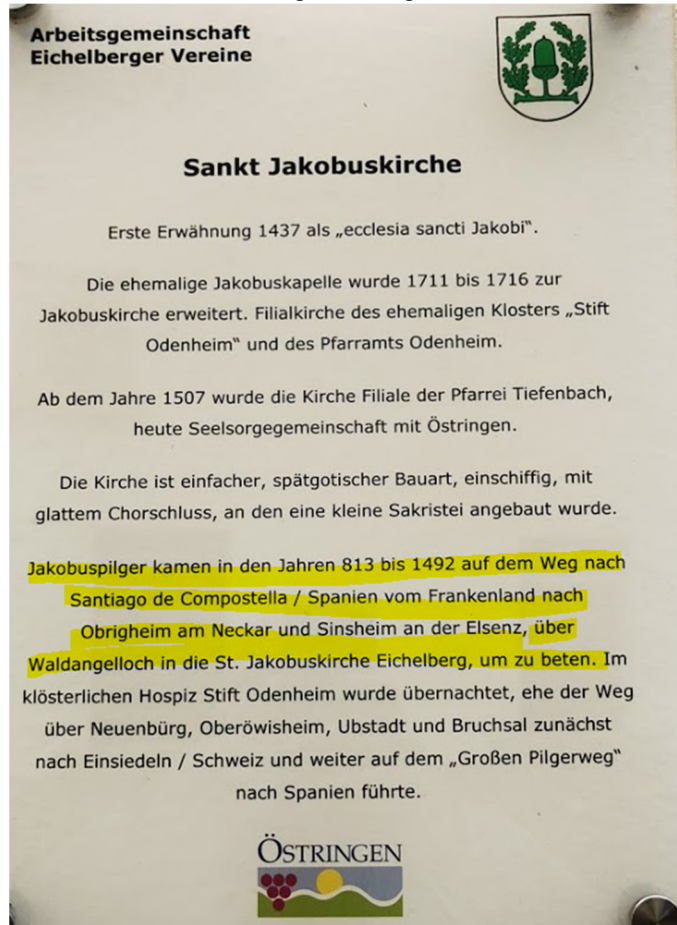 Arbeitsgemeinschaft
Eichelberger Vereine
Sankt Jakobuskirche
Erste Erwähnung 1437 als „ecclesia sancti Jakobi".
Die ehemalige Jakobuskapelle wurde 1711 bis 1716 zur
Jakobuskirche erweitert. Filialkirche des ehemaligen Klosters „Stift
Odenheim" und des Pfarramts Odenheim.
Ab dem Jahre 1507 wurde die Kirche Filiale der Pfarrei Tiefenbach,
heute Seelsorgegemeinschaft mit Östringen.
Die Kirche ist einfacher, spätgotischer Bauart, einschiffig, mit
glattem Chorschluss, an den eine kleine Sakristei angebaut wurde.
Jakobuspilger kamen in den Jahren 813 bis 1492 auf dem Weg nach
Santiago de Compostella / Spanien vom Frankenland nach
Obrigheim am Neckar und Sinsheim an der Elsenz, über
Waldangelloch in die St. Jakobuskirche Eichelberg, um zu beten. Im
klösterlichen Hospiz Stift Odenheim wurde übernachtet, ehe der Weg
über Neuenbürg, Oberöwisheim, Ubstadt und Bruchsal zunächst
nach Einsiedeln / Schweiz und weiter auf dem „Großen Pilgerweg"
nach Spanien führte.
ÖSTRINGEN